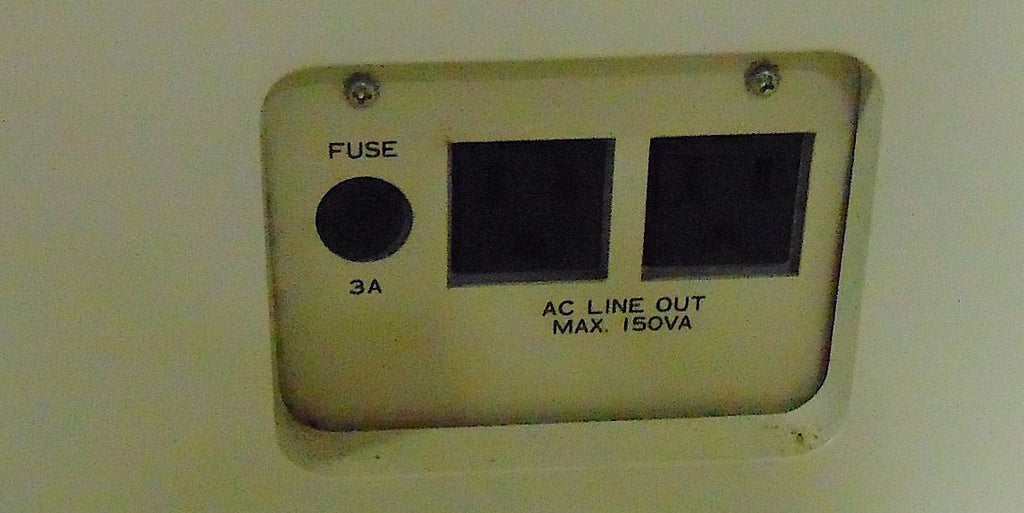 FUSE
3A
AC LINE OUT
MAX. 150VA